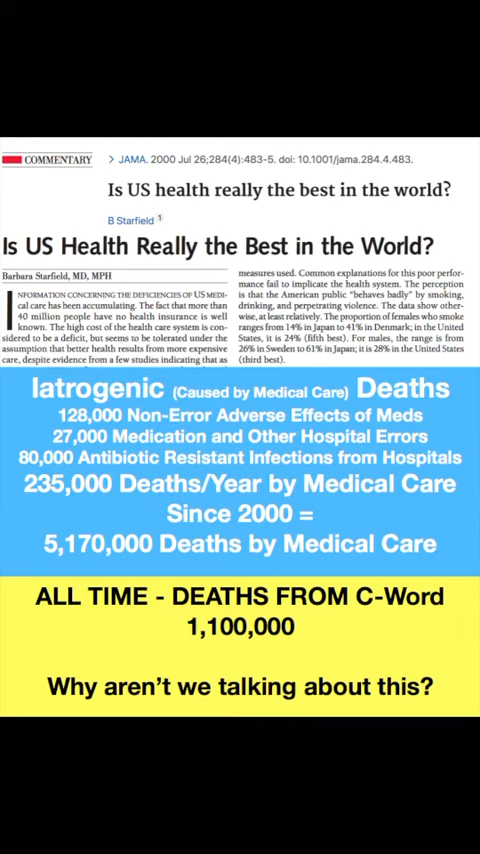 COMMENTARY
> JAMA. 2000 Jul 26;284(4):483-5. doi: 10.1001/jama.284.4.483.
Is US health really the best in the world?
B Starfield 1
Is US Health Really the Best in the World?
Barbara Starfield, MD, MPH
INFORMATION CONCERNING THE DEFICIENCIES OF US MEDI-
cal care has been accumulating. The fact that more than
40 million people have no health insurance is well
known. The high cost of the health care system is con-
sidered to be a deficit, but seems to be tolerated under the
assumption that better health results from more expensive
care, despite evidence from a few studies indicating that as
measures used. Common explanations for this poor perfor-
mance fail to implicate the health system. The perception
is that the American public "behaves badly" by smoking,
drinking, and perpetrating violence. The data show other-
wise, at least relatively. The proportion of females who smoke
ranges from 14% in Japan to 41% in Denmark; in the United
States, it is 24% (fifth best). For males, the range is from
26% in Sweden to 61% in Japan; it is 28% in the United States
(third best).
Iatrogenic (Caused by Medical Care) Deaths
128,000 Non-Error Adverse Effects of Meds
27,000 Medication and Other Hospital Errors
80,000 Antibiotic Resistant Infections from Hospitals
235,000 Deaths/Year by Medical Care
Since 2000 =
5,170,000 Deaths by Medical Care
ALL TIME - DEATHS FROM C-Word
1,100,000
Why aren't we talking about this?